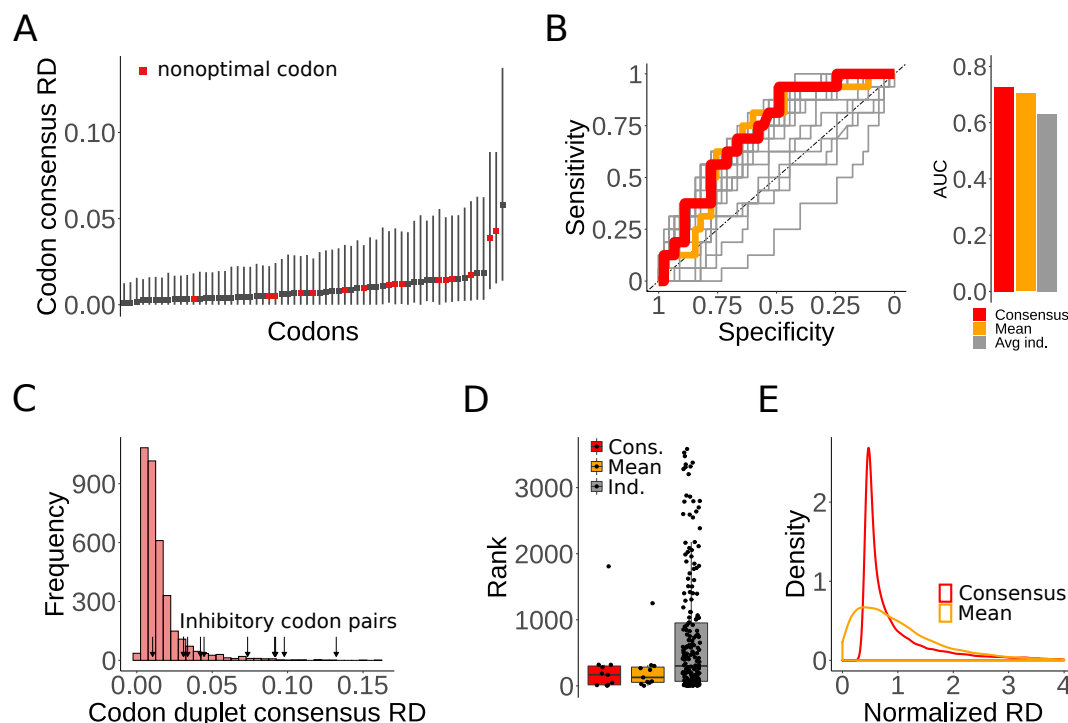 A
nonoptimal codon
Codon consensus RD
0.10
0.05
0.00
Codons
B
Sensitivity
1
0.75
0.5
0.25
0
1
0.75
0.5
0.25
0
Specificity
AUC
0.8
0.6
0.4
0.2
0.0
Consensus
Mean
Avg ind.
C
Frequency
900
600
300
0
Inhibitory codon pairs
0.00
0.05
0.10
0.15
Codon duplet consensus RD
D
Cons.
Mean
Ind.
Rank
3000
2000
1000
0
E
Density
2
1
0
Consensus
Mean
0
1
2
3
4
Normalized RD